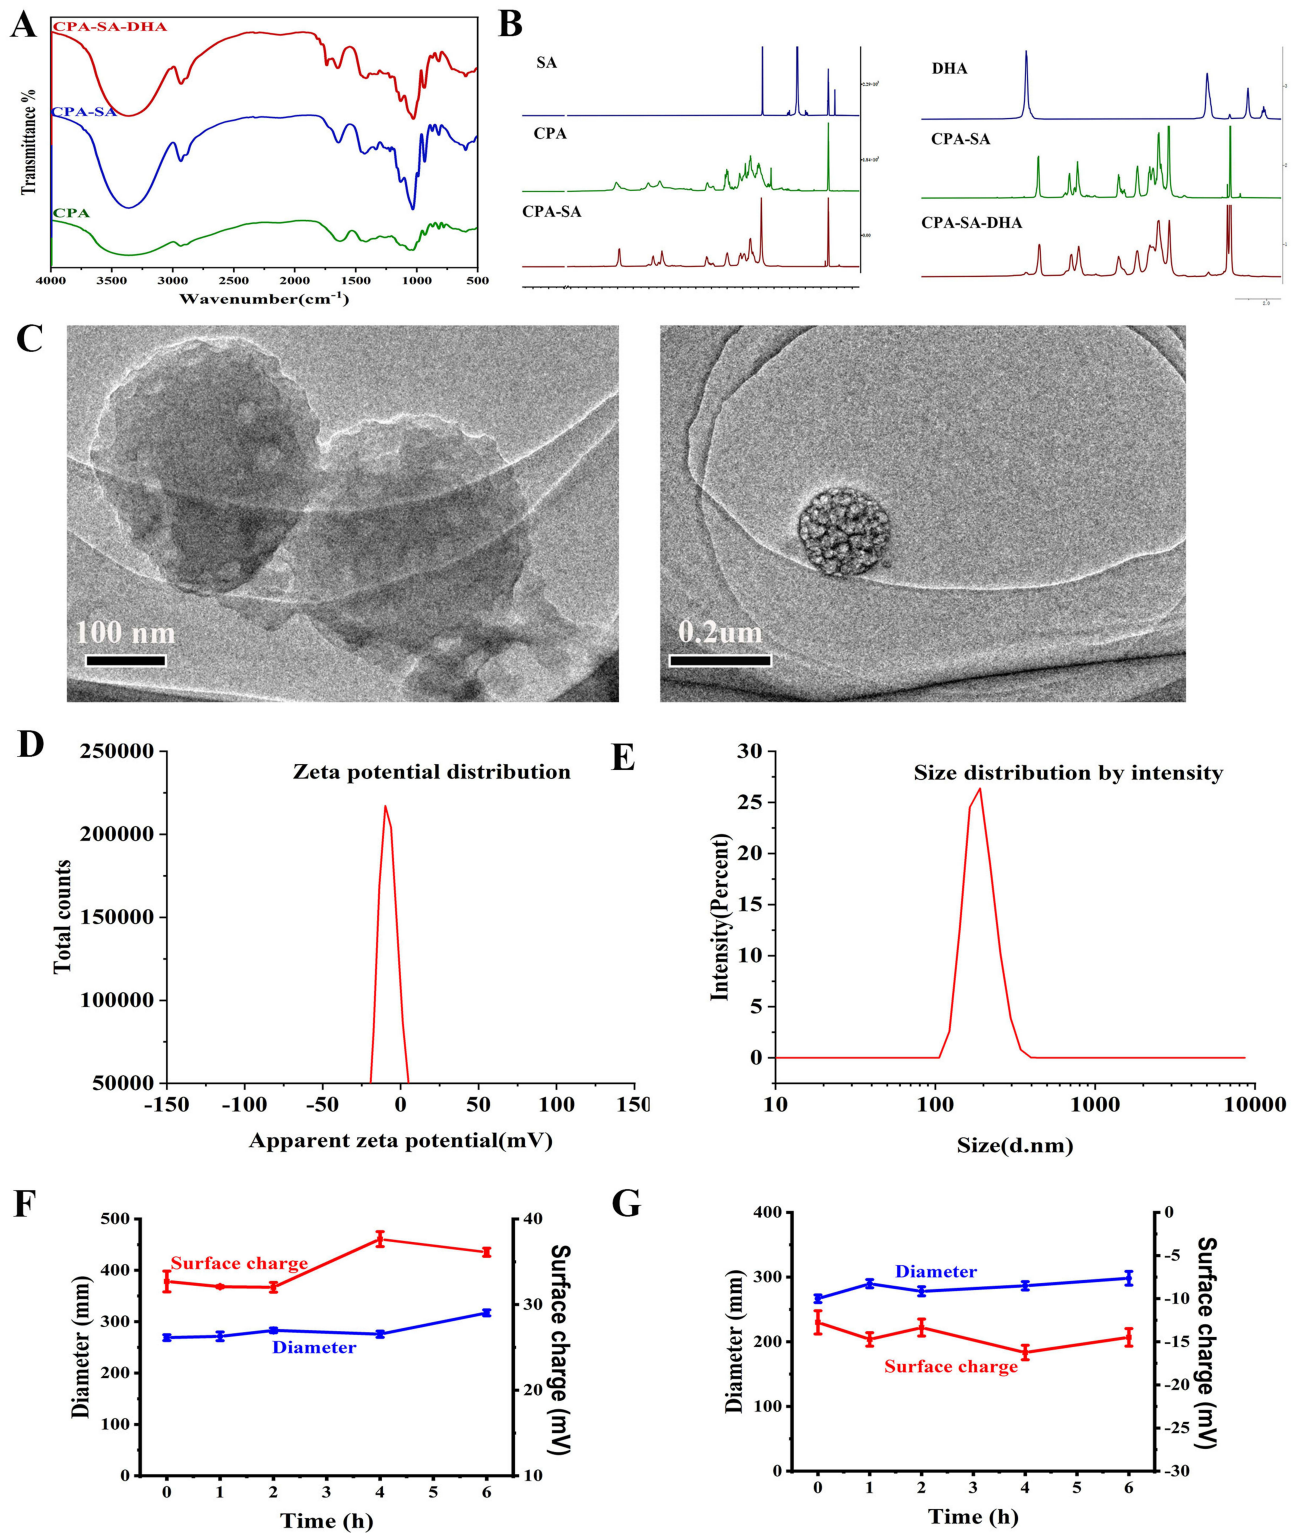 A
CPA-SA-DHA
CPA-SA
CPA
Transmittance %
4000 3500 3000 2500 2000 1500 1000 500
Wavenumber(cm-1)
B
SA
CPA
CPA-SA
DHA
CPA-SA
CPA-SA-DHA
2.0
C
100 nm
0.2um
D
Zeta potential distribution
250000
200000
150000
100000
50000
Total counts
-150 -100 -50 0 50 100 150
Apparent zeta potential(mV)
E
Size distribution by intensity
30
25
20
15
10
5
0
Intensity(Percent)
10 100 1000 10000
Size(d.nm)
F
500
400
300
200
100
0
Diameter (mm)
Surface charge
Diameter
40
30
20
10
Surface charge (mV)
0 1 2 3 4 5 6
Time (h)
G
400
300
200
100
0
Diameter (mm)
Diameter
Surface charge
0
-5
-10
-15
-20
-25
-30
Surface charge (mV)
0 1 2 3 4 5 6
Time (h)